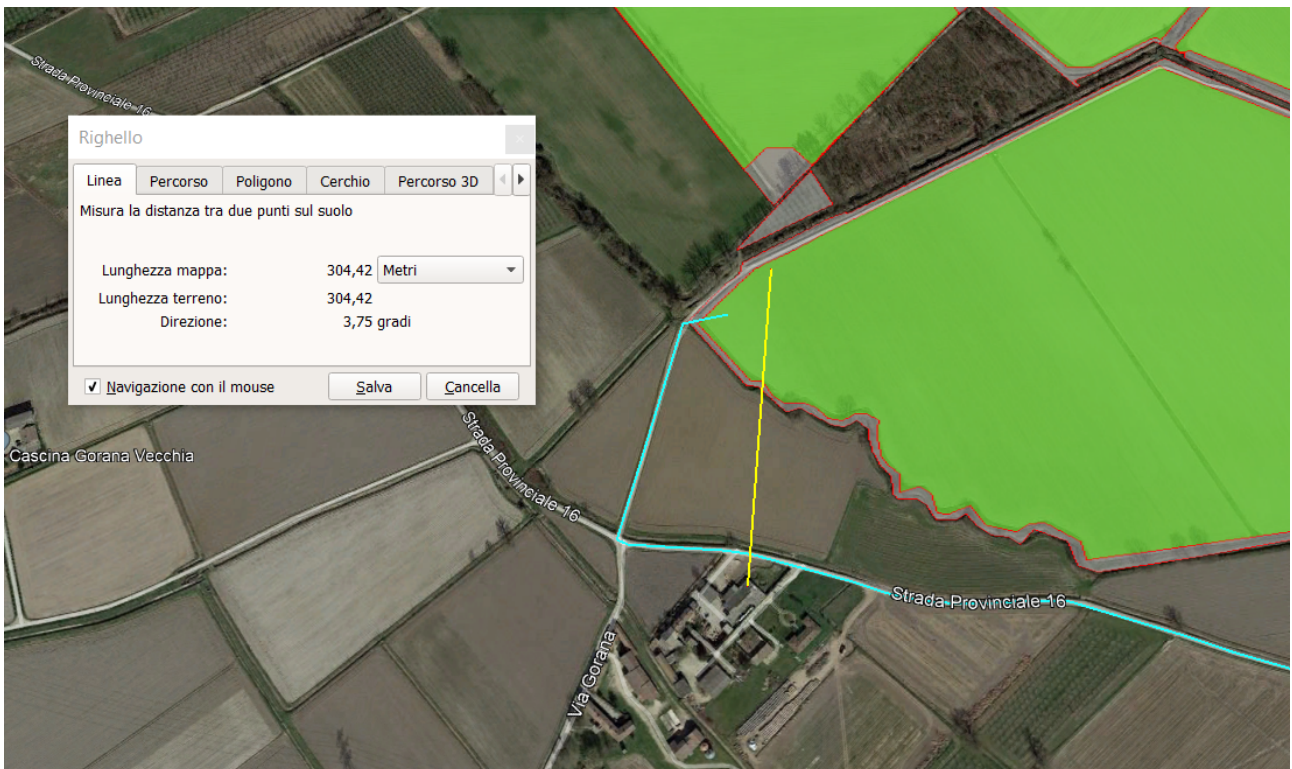 Strada Provinciale 16
Righello
Linea Percorso Poligono Cerchio Percorso 3D
Misura la distanza tra due punti sul suolo
Lunghezza mappa: 304,42 Metri
Lunghezza terreno: 304,42
Direzione: 3,75 gradi
Navigazione con il mouse Salva Cancella
Strada Provinciale 16
Cascina Gorana Vecchia
Strada Provinciale 16
Via Gorana